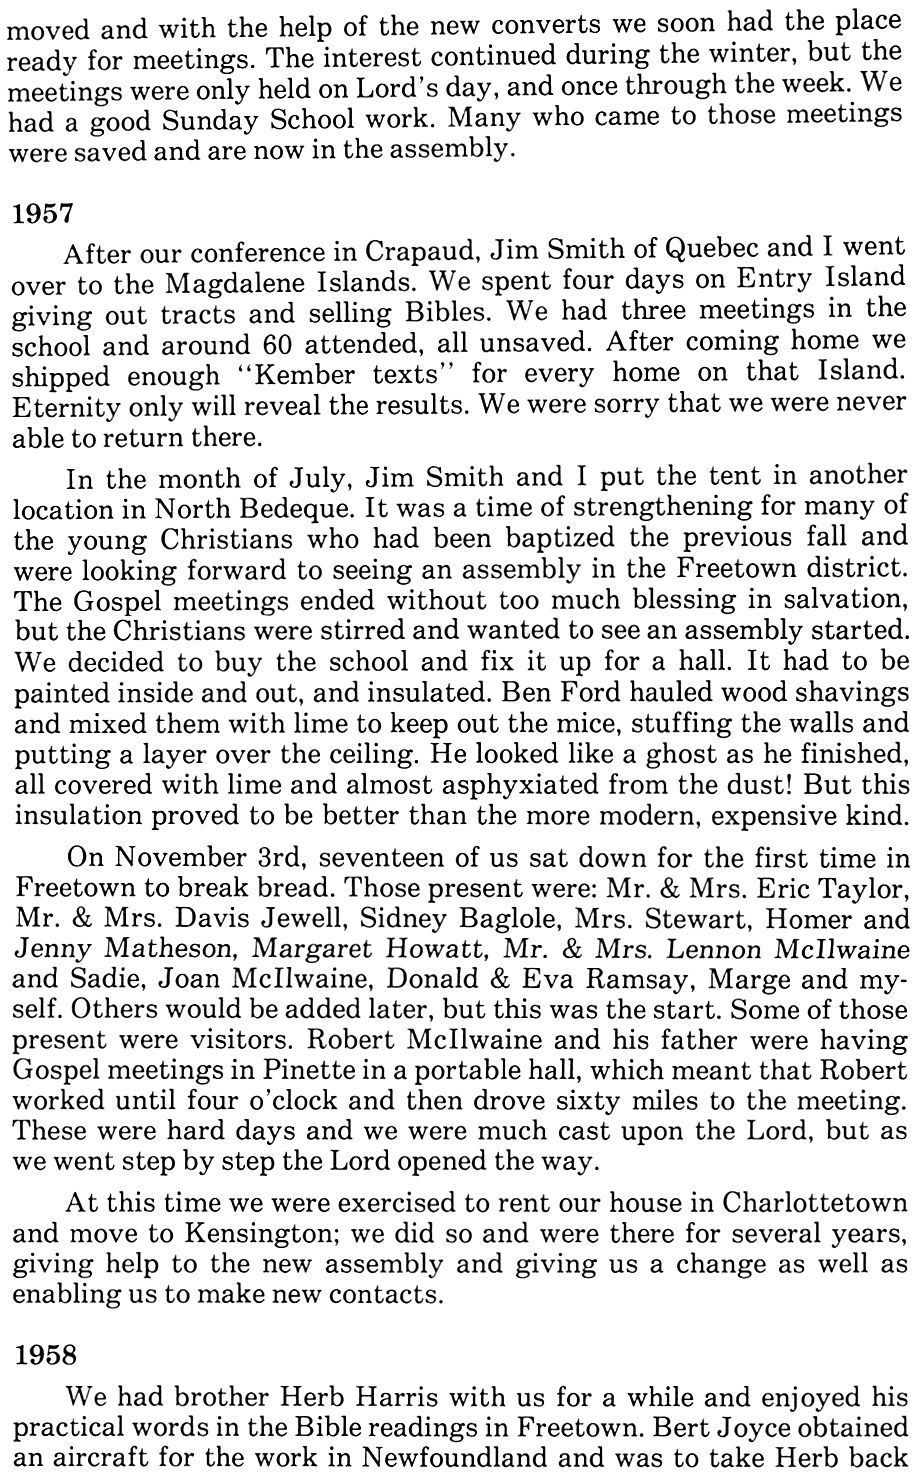 moved and with the help of the new converts we soon had the place
ready for meetings. The interest continued during the winter, but the
meetings were only held on Lord's day, and once through the week. We
had a good Sunday School work. Many who came to those meetings
were saved and are now in the assembly.
1957
After our conference in Crapaud, Jim Smith of Quebec and I went
over to the Magdalene Islands. We spent four days on Entry Island
giving out tracts and selling Bibles. We had three meetings in the
school and around 60 attended, all unsaved. After coming home we
shipped enough "Kember texts" for every home on that Island.
Eternity only will reveal the results. We were sorry that we were never
able to return there.
In the month of July, Jim Smith and I put the tent in another
location in North Bedeque. It was a time of strengthening for many of
the young Christians who had been baptized the previous fall and
were looking forward to seeing an assembly in the Freetown district.
The Gospel meetings ended without too much blessing in salvation,
but the Christians were stirred and wanted to see an assembly started.
We decided to buy the school and fix it up for a hall. It had to be
painted inside and out, and insulated. Ben Ford hauled wood shavings
and mixed them with lime to keep out the mice, stuffing the walls and
putting a layer over the ceiling. He looked like a ghost as he finished,
all covered with lime and almost asphyxiated from the dust! But this
insulation proved to be better than the more modern, expensive kind.
On November 3rd, seventeen of us sat down for the first time in
Freetown to break bread. Those present were: Mr. & Mrs. Eric Taylor,
Mr. & Mrs. Davis Jewell, Sidney Baglole, Mrs. Stewart, Homer and
Jenny Matheson, Margaret Howatt, Mr. & Mrs. Lennon McIlwaine
and Sadie, Joan McIlwaine, Donald & Eva Ramsay, Marge and my-
self. Others would be added later, but this was the start. Some of those
present were visitors. Robert McIlwaine and his father were having
Gospel meetings in Pinette in a portable hall, which meant that Robert
worked until four o'clock and then drove sixty miles to the meeting.
These were hard days and we were much cast upon the Lord, but as
we went step by step the Lord opened the way.
At this time we were exercised to rent our house in Charlottetown
and move to Kensington; we did so and were there for several years,
giving help to the new assembly and giving us a change as well as
enabling us to make new contacts.
1958
We had brother Herb Harris with us for a while and enjoyed his
practical words in the Bible readings in Freetown. Bert Joyce obtained
an aircraft for the work in Newfoundland and was to take Herb back